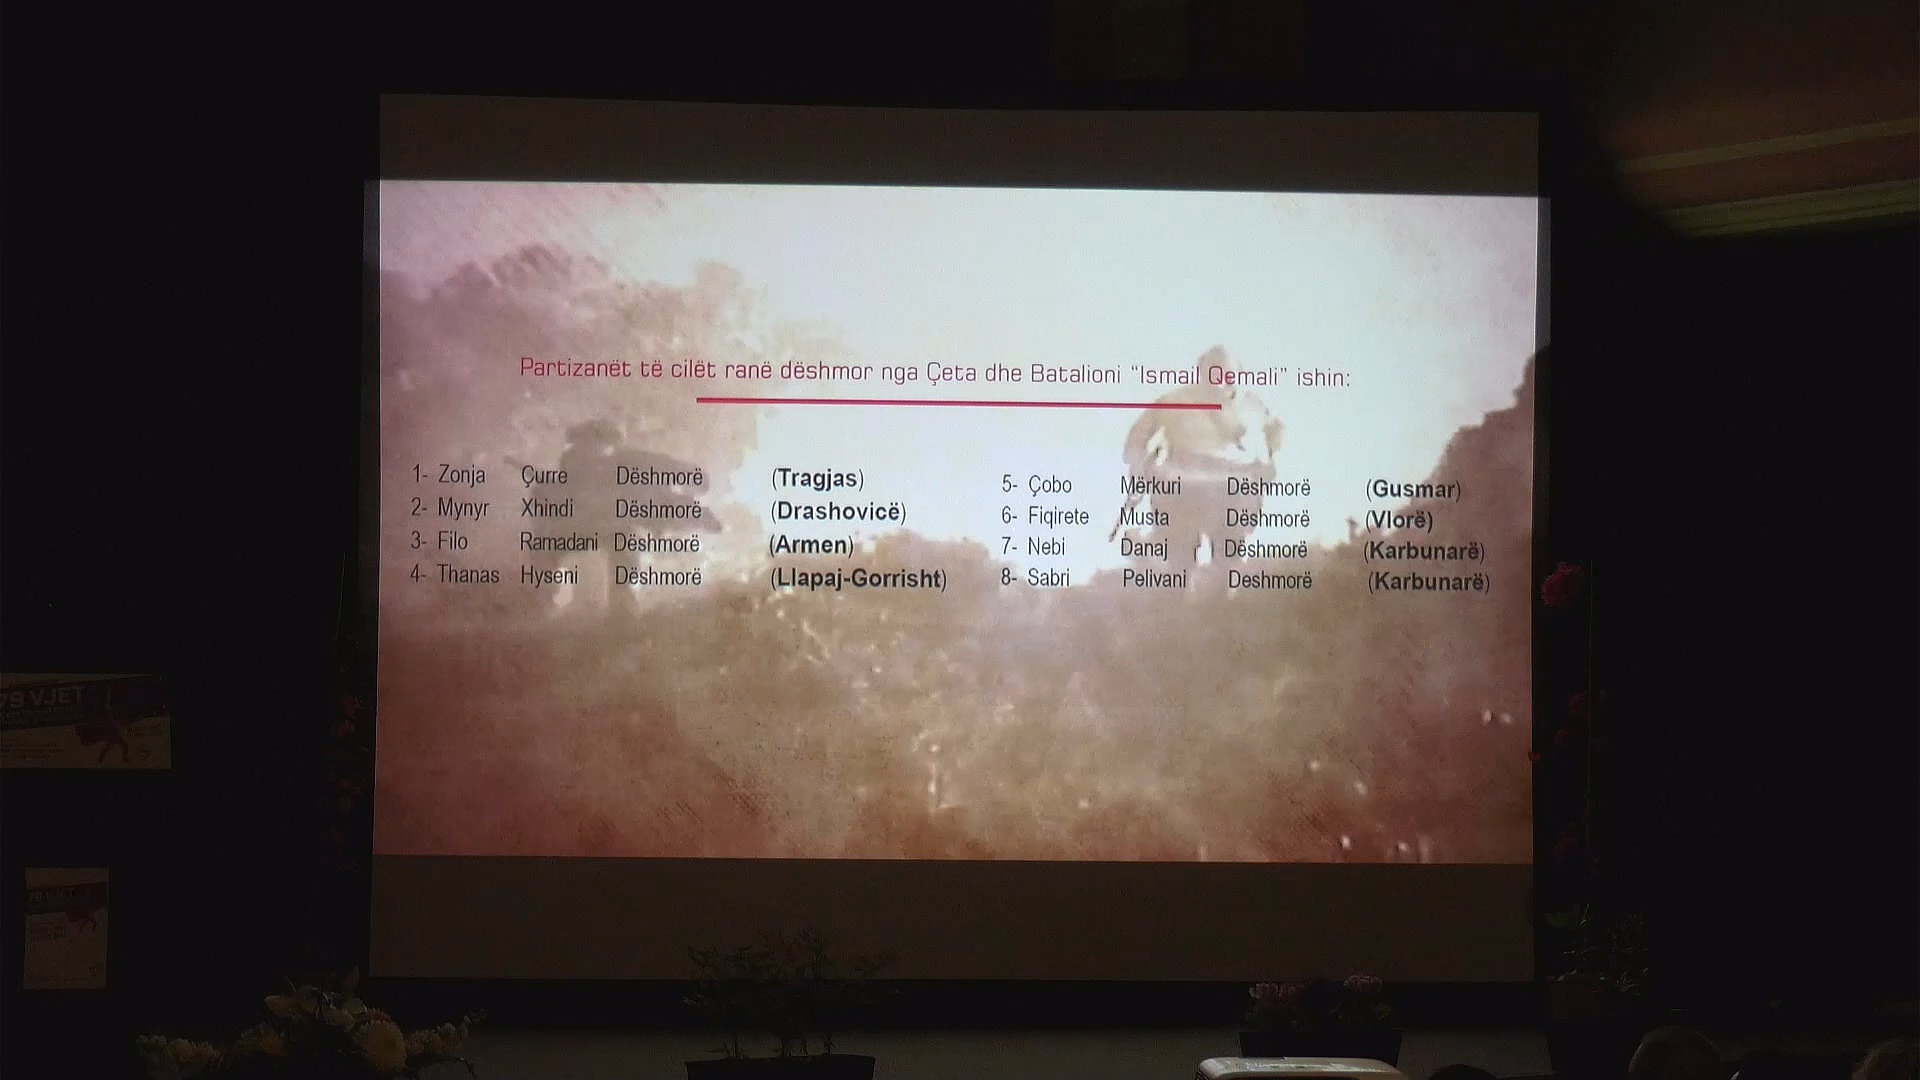 Partizanët të cilët ranë dëshmor nga Çeta dhe Batalioni "Ismail Qemali" ishin:
1- Zonja Çurre Dëshmorë (Tragjas)
2- Mynyr Xhindi Dëshmorë (Drashovicë)
3- Filo Ramadani Dëshmorë (Armen)
4- Thanas Hyseni Dëshmorë (Llapaj-Gorrisht)
5- Çobo Mërkuri Dëshmorë (Gusmar)
6- Fiqirete Musta Dëshmorë (Vlorë)
7- Nebi Danaj Dëshmorë (Karbunarë)
8- Sabri Pelivani Deshmorë (Karbunarë)
79 VJET